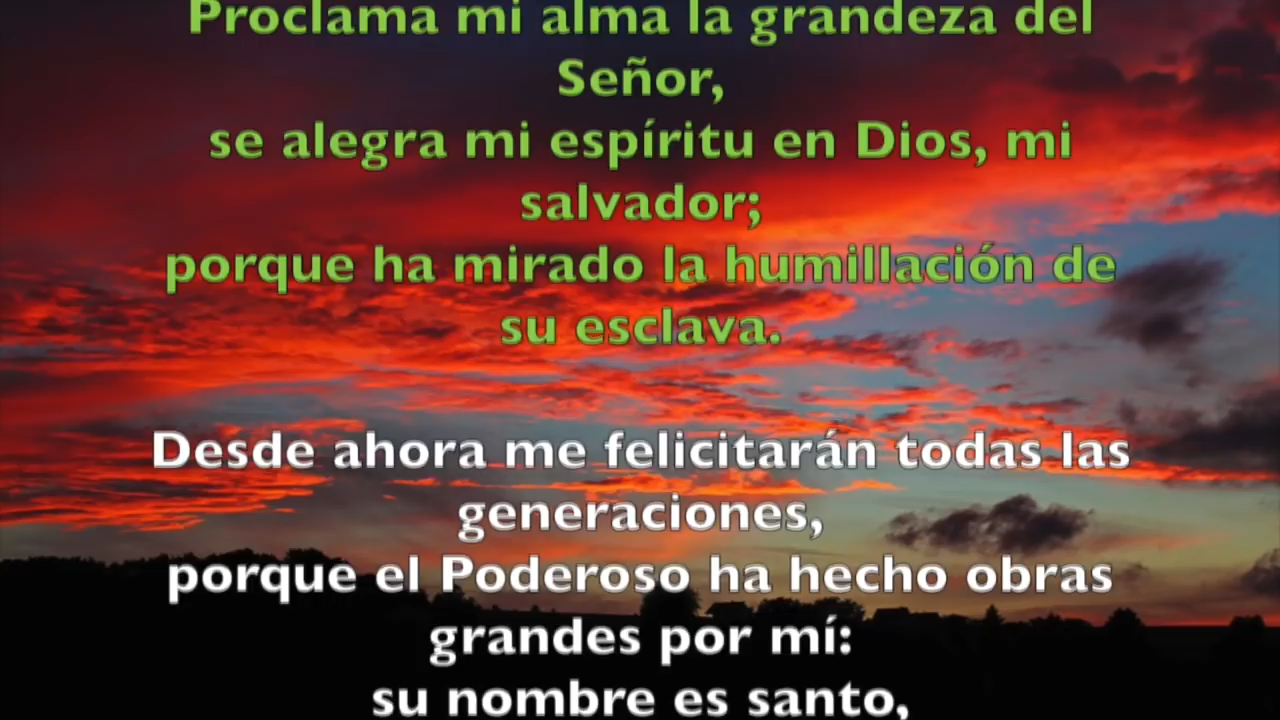 Proclama mi alma la grandeza del
Señor,
se alegra mi espíritu en Dios, mi
salvador;
porque ha mirado la humillación de
su esclava.
Desde ahora me felicitarán todas las
generaciones,
porque el Poderoso ha hecho obras
grandes por mí:
su nombre es santo,